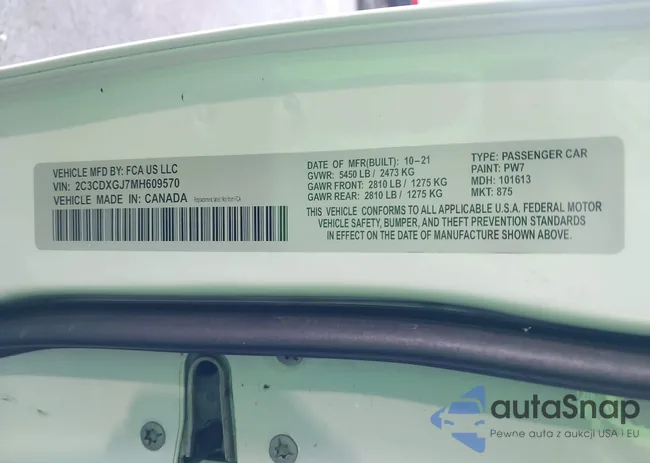 VEHICLE MFD BY: FCA US LLC
VIN: 2C3CDXGJ7MH609570
VEHICLE MADE IN: CANADA
DATE OF MFR(BUILT): 10-21
GVWR: 5450 LB / 2473 KG
GAWR FRONT: 2810 LB / 1275 KG
GAWR REAR: 2810 LB / 1275 KG
TYPE: PASSENGER CAR
PAINT: PW7
MDH: 101613
MKT: 875
THIS VEHICLE CONFORMS TO ALL APPLICABLE U.S.A. FEDERAL MOTOR
VEHICLE SAFETY, BUMPER, AND THEFT PREVENTION STANDARDS
IN EFFECT ON THE DATE OF MANUFACTURE SHOWN ABOVE.
autaSnap
Pewne auta z aukcji USA i EU